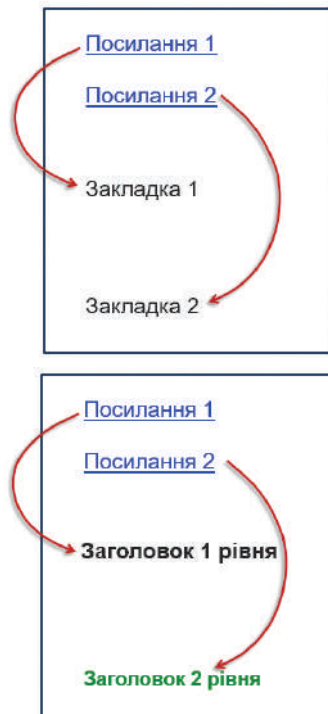 Посилання 1
Посилання 2
Закладка 1
Закладка 2
Посилання 1
Посилання 2
Заголовок 1 рівня
Заголовок 2 рівня